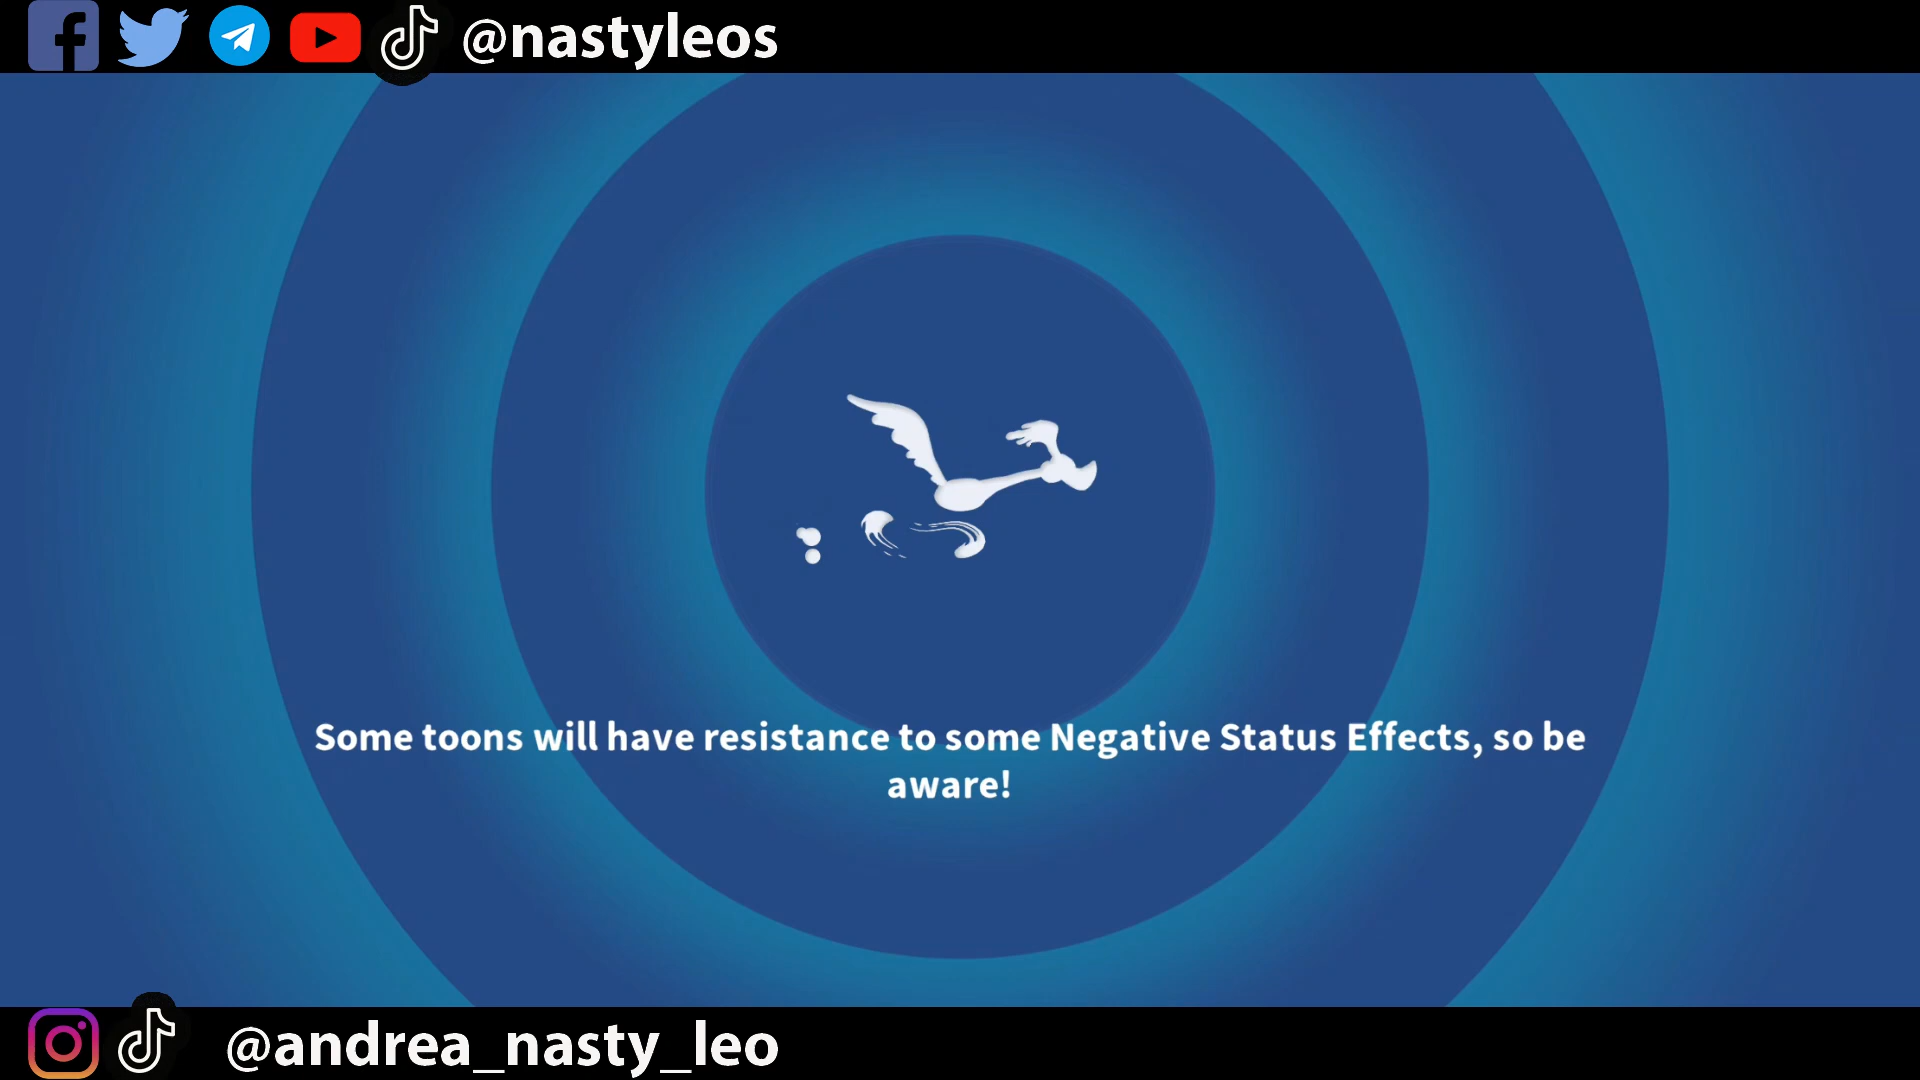 @nastyleos
Some toons will have resistance to some Negative Status Effects, so be
aware!
@andrea_nasty_leo